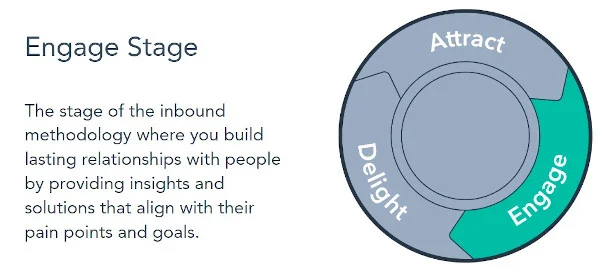 Engage Stage
The stage of the inbound
methodology where you build
lasting relationships with people
by providing insights and
solutions that align with their
pain points and goals.
Attract
Engage
Delight